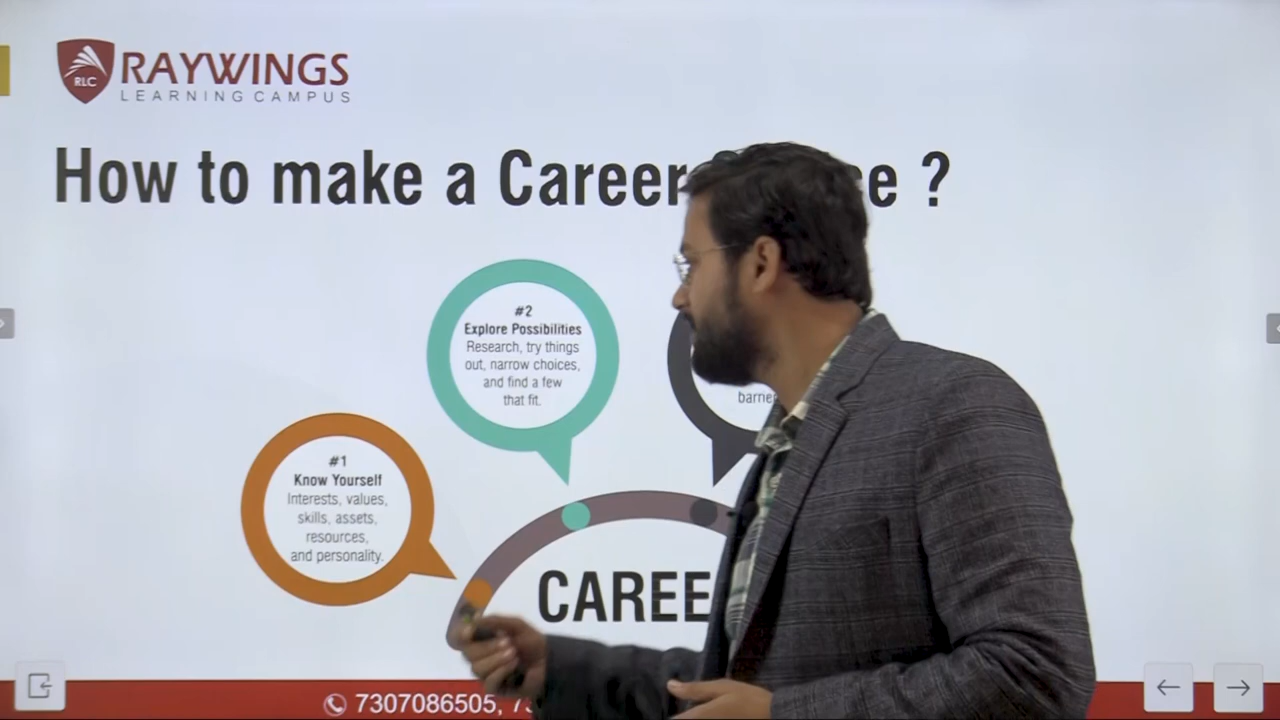 RAYWINGS
RLC
LEARNING CAMPUS
How to make a Career ?
#2
Explore Possibilities
Research, try things
out, narrow choices,
and find a few
that fit.
#1
Know Yourself
Interests, values,
skills, assets,
resources,
and personality.
7307086505,